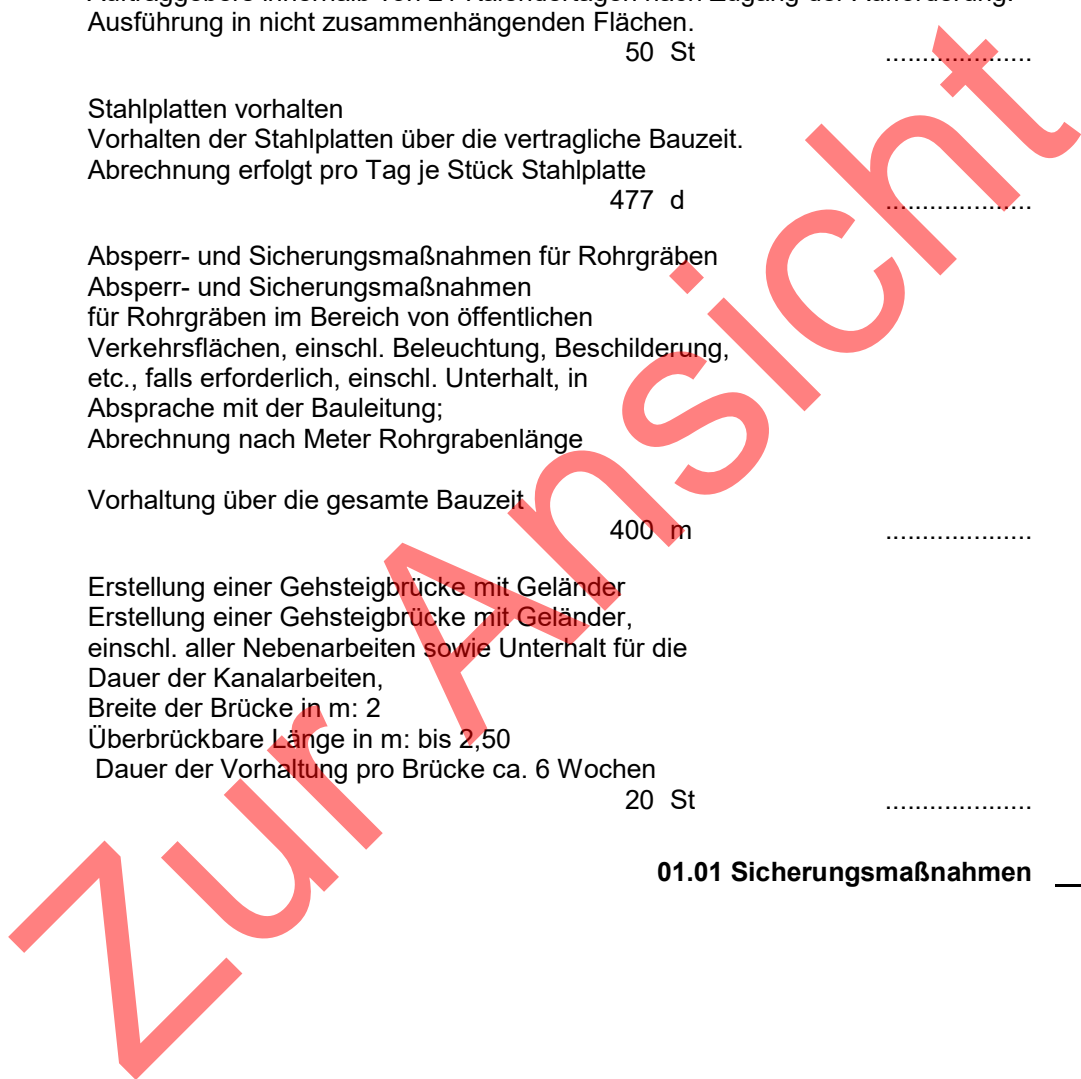 Ausführung in nicht zusammenhängenden Flächen.
50 St ....................
Stahlplatten vorhalten
Vorhalten der Stahlplatten über die vertragliche Bauzeit.
Abrechnung erfolgt pro Tag je Stück Stahlplatte
477 d ....................
Absperr- und Sicherungsmaßnahmen für Rohrgräben
Absperr- und Sicherungsmaßnahmen
für Rohrgräben im Bereich von öffentlichen
Verkehrsflächen, einschl. Beleuchtung, Beschilderung,
etc., falls erforderlich, einschl. Unterhalt, in
Absprache mit der Bauleitung;
Abrechnung nach Meter Rohrgrabenlänge
Vorhaltung über die gesamte Bauzeit
400 m ....................
Erstellung einer Gehsteigbrücke mit Geländer
Erstellung einer Gehsteigbrücke mit Geländer,
einschl. aller Nebenarbeiten sowie Unterhalt für die
Dauer der Kanalarbeiten,
Breite der Brücke in m: 2
Überbrückbare Länge in m: bis 2,50
Dauer der Vorhaltung pro Brücke ca. 6 Wochen
20 St ....................
01.01 Sicherungsmaßnahmen
Zur Ansicht